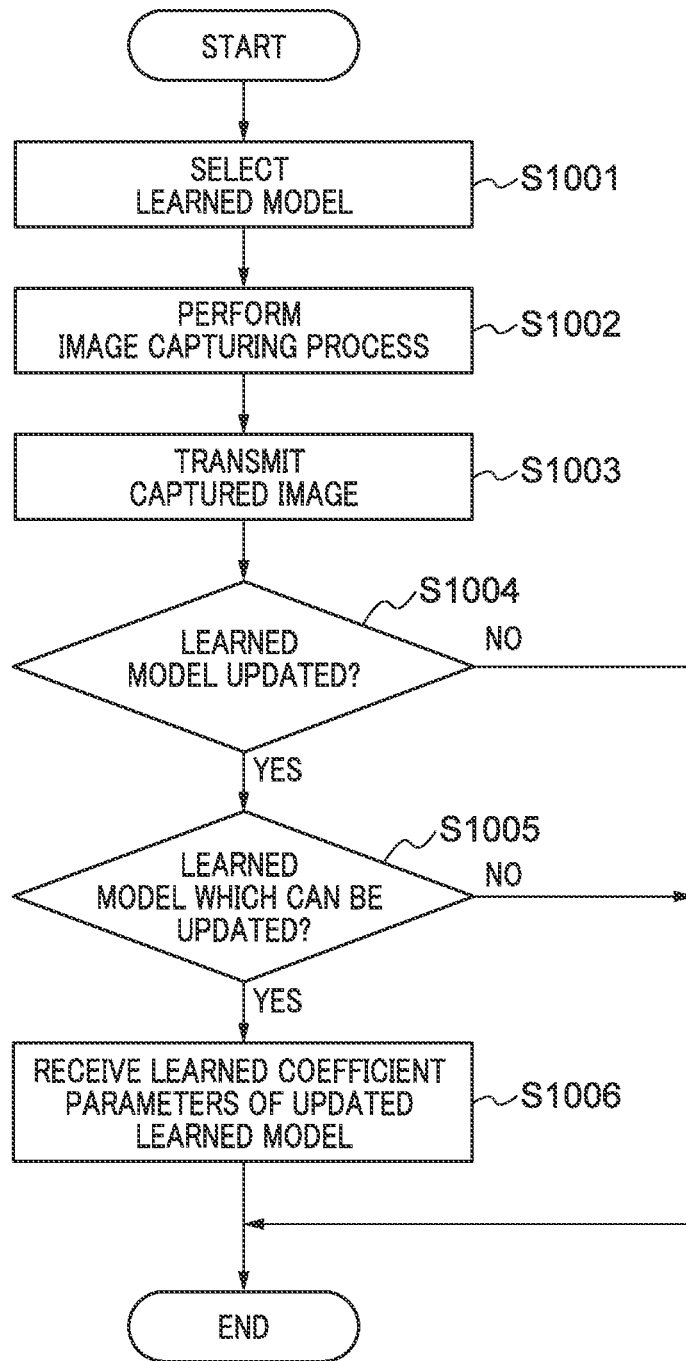 START
SELECT
LEARNED MODEL
S1001
PERFORM
IMAGE CAPTURING PROCESS
S1002
TRANSMIT
CAPTURED IMAGE
S1003
S1004
LEARNED
MODEL UPDATED?
NO
YES
S1005
LEARNED
MODEL WHICH CAN BE
UPDATED?
NO
YES
RECEIVE LEARNED COEFFICIENT
PARAMETERS OF UPDATED
LEARNED MODEL
S1006
END